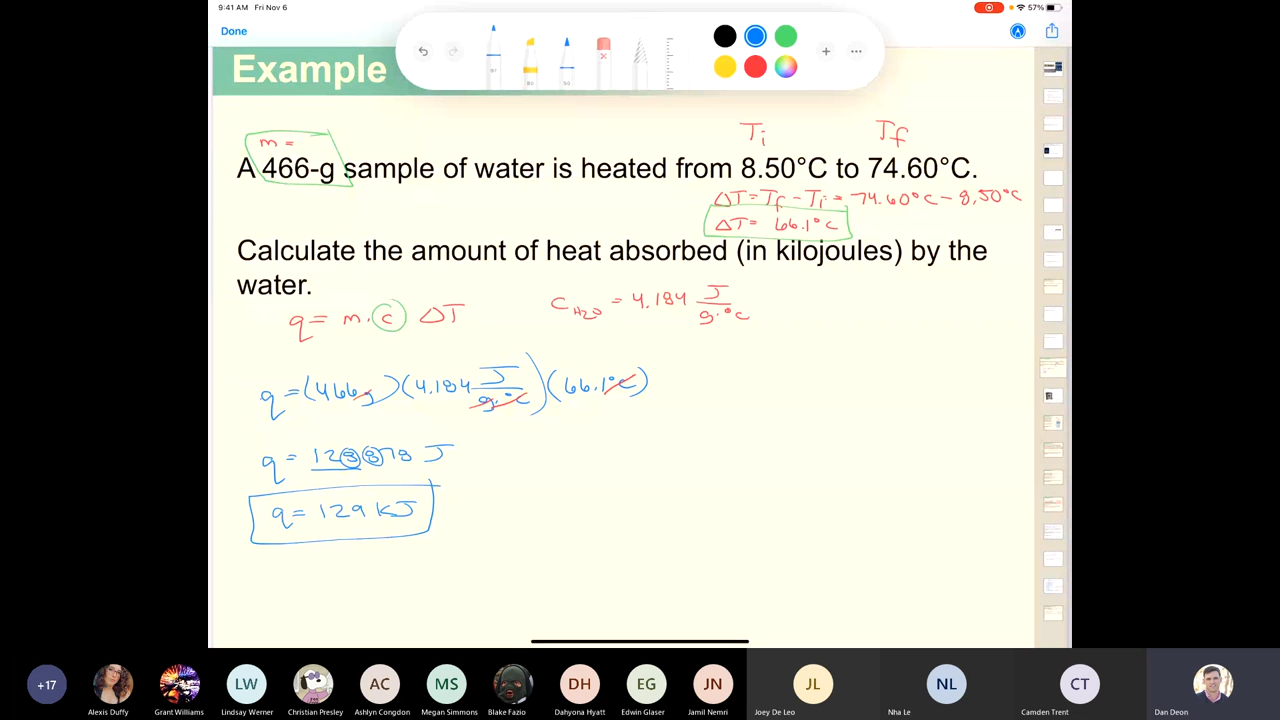 9:41 AM Fri Nov 6
57%
Done
Example
Ti Tf
m =
A 466-g sample of water is heated from 8.50°C to 74.60°C.
ΔT = Tf - Ti = 74.60°C - 8.50°C
ΔT = 66.1°C
Calculate the amount of heat absorbed (in kilojoules) by the
water.
q = m·c ΔT
C H2O = 4.184 J/g·°C
q = (466g)(4.184 J/g·°C)(66.1°C)
q = 128878 J
q = 129 kJ
+17 LW AC MS DH EG JN JL NL CT
Alexis Duffy Grant Williams Lindsay Werner Christian Presley Ashlyn Congdon Megan Simmons Blake Fazio Dahyona Hyatt Edwin Glaser Jamil Nemri Joey De Leo Nha Le Camden Trent Dan Deon